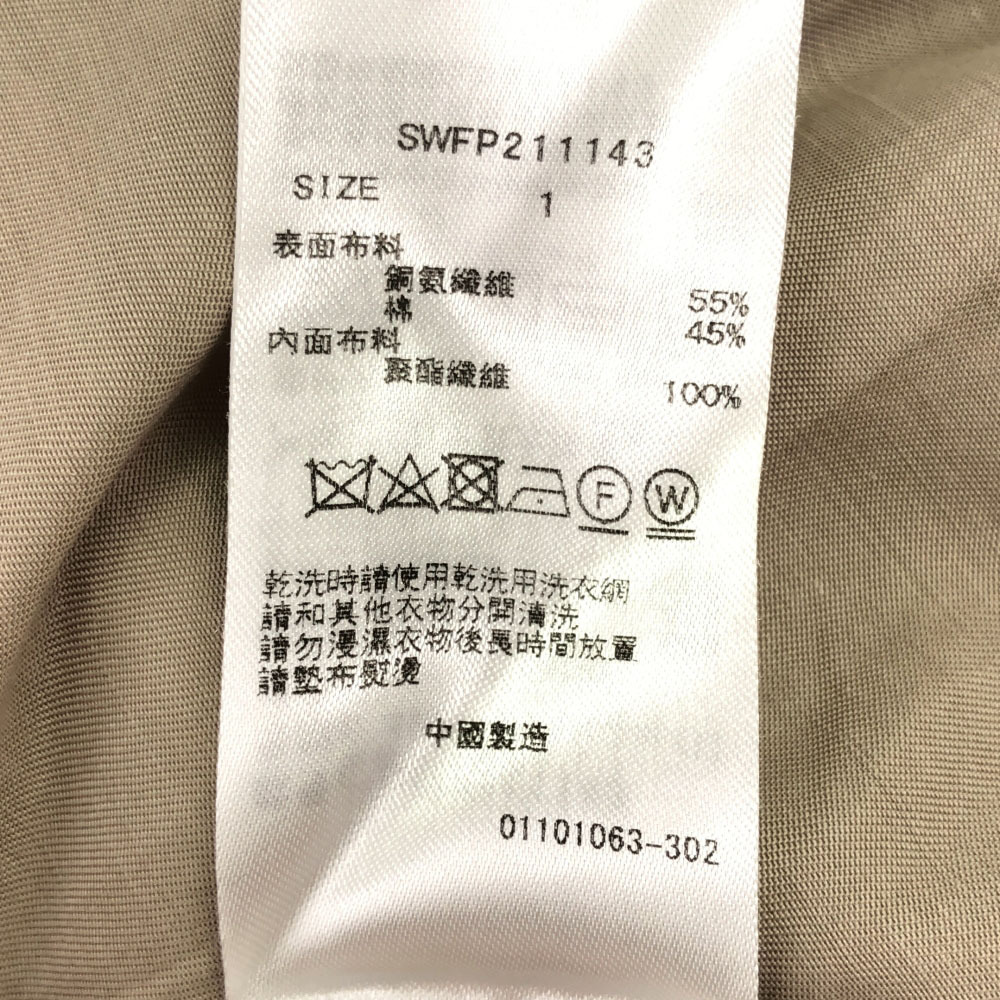 SWFP211143
SIZE 1
表面布料
銅氨纖維 55%
棉 45%
內面布料
聚酯纖維 100%
F W
乾洗時請使用乾洗用洗衣網
請和其他衣物分開清洗
請勿浸濕衣物後長時間放置
請墊布熨燙
中國製造
01101063-302